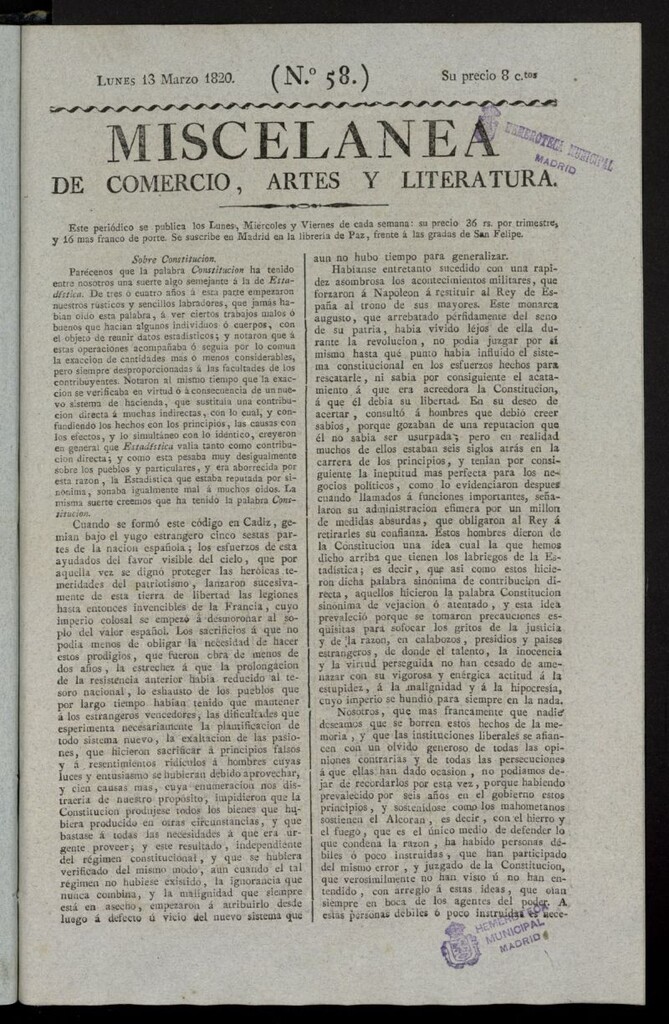 Lunes 13 Marzo 1820.
(N.º 58.)
Su precio 8 c.tos
MISCELANEA
HEMEROTECA MUNICIPAL
MADRID
DE COMERCIO, ARTES Y LITERATURA.
Este periódico se publica los Lunes, Miercoles y Viernes de cada semana: su precio 36 rs. por trimestre,
y 16 mas franco de porte. Se suscribe en Madrid en la libreria de Paz, frente á las gradas de San Felipe.
Sobre Constitucion.
Parécenos que la palabra Constitucion ha tenido
entre nosotros una suerte algo semejante á la de Esta-
dística. De tres ó cuatro años á esta parte empezaron
nuestros rústicos y sencillos labradores, que jamás ha-
bian oido esta palabra, á ver ciertos trabajos malos ó
buenos que hacian algunos individuos ó cuerpos, con
el objeto de reunir datos estadísticos; y notaron que á
estas operaciones acompañaba ó seguia por lo comun
la exaccion de cantidades mas ó menos considerables,
pero siempre desproporcionadas á las facultades de los
contribuyentes. Notaron al mismo tiempo que la exac-
cion se verificaba en virtud ó á consecuencia de un nue-
vo sistema de hacienda, que sustituia una contribu-
cion directa á muchas indirectas, con lo cual, y con-
fundiendo los hechos con los principios, las causas con
los efectos, y lo simultáneo con lo idéntico, creyeron
en general que Estadística valia tanto como contribu-
cion directa; y como esta pesaba muy desigualmente
sobre los pueblos y particulares, y era aborrecida por
esta razon, la Estadística que estaba reputada por si-
nónima, sonaba igualmente mal á muchos oidos. La
misma suerte creemos que ha tenido la palabra Cons-
titucion.
Cuando se formó este código en Cadiz, ge-
mian bajo el yugo estrangero cinco sestas par-
tes de la nacion española; los esfuerzos de esta
ayudados del favor visible del cielo, que por
aquella vez se dignó proteger las heróicas te-
meridades del patriotismo, lanzaron sucesiva-
mente de esta tierra de libertad las legiones
hasta entonces invencibles de la Francia, cuyo
imperio colosal se empezó á desmoronar al so-
plo del valor español. Los sacrificios á que no
podia menos de obligar la necesidad de hacer
estos prodigios, que fueron obra de menos de
dos años, la estrechez á que la prolongacion
de la resistencia anterior habia reducido al te-
soro nacional, lo exhausto de los pueblos que
por largo tiempo habian tenido que mantener
á los estrangeros vencedores, las dificultades que
esperimenta necesariamente la plantificacion de
todo sistema nuevo, la exaltacion de las pasio-
nes, que hicieron sacrificar á principios falsos
y á resentimientos ridículos á hombres cuyas
luces y entusiasmo se hubieran debido aprovechar,
y cien causas mas, cuya enumeracion nos dis-
traeria de nuestro propósito, impidieron que la
Constitucion produjese todos los bienes que hu-
biera producido en otras circunstancias, y que
bastase á todas las necesidades á que era ur-
gente proveer; y este resultado, independiente
del régimen constitucional, y que se hubiera
verificado del mismo modo, aun cuando el tal
régimen no hubiese existido, la ignorancia que
nunca combina, y la malignidad que siempre
está en asecho, empezaron á atribuirlo desde
luego á defecto ú vicio del nuevo sistema que
aun no hubo tiempo para generalizar.
Habianse entretanto sucedido con una rapi-
dez asombrosa los acontecimientos militares, que
forzaron á Napoleon á restituir al Rey de Es-
paña al trono de sus mayores. Este monarca
augusto, que arrebatado pérfidamente del seno
de su patria, habia vivido léjos de ella duran-
te la revolucion, no podia juzgar por sí
mismo hasta qué punto habia influido el siste-
ma constitucional en los esfuerzos hechos para
rescatarle, ni sabia por consiguiente el acata-
miento á que era acreedora la Constitucion,
á que él debia su libertad. En su deseo de
acertar, consultó á hombres que debió creer
sabios, porque gozaban de una reputacion que
él no sabia ser usurpada; pero en realidad
muchos de ellos estaban seis siglos atrás en la
carrera de los principios, y tenian por consi-
guiente la ineptitud mas perfecta para los ne-
gocios políticos, como lo evidenciaron despues
cuando llamados á funciones importantes, seña-
laron su administracion efimera por un millon
de medidas absurdas, que obligaron al Rey á
retirarles su confianza. Estos hombres dieron de
la Constitucion una idea cual la que hemos
dicho arriba que tienen los labriegos de la Es-
tadística; es decir, que asi como estos hicie-
ron dicha palabra sinónima de contribucion di-
recta, aquellos hicieron la palabra Constitucion
sinónima de vejacion ó atentado, y esta idea
prevaleció porque se tomaron precauciones es-
quisitas para sofocar los gritos de la justicia
y de la razon, en calabozos, presidios y paises
estrangeros, de donde el talento, la inocencia
y la virtud perseguida no han cesado de ame-
nazar con su vigorosa y enérgica actitud á la
estupidez, á la malignidad y á la hipocresía,
cuyo imperio se hundió para siempre en la nada.
Nosotros, que mas francamente que nadie
deseamos que se borren estos hechos de la me-
moria, y que las instituciones liberales se afian-
cen con un olvido generoso de todas las opi-
niones contrarias y de todas las persecuciones
á que ellas han dado ocasion, no podiamos de-
jar de recordarlos por esta vez, porque habiendo
prevalecido por seis años en el gobierno estos
principios, y sosteniéndose como los mahometanos
sostienen el Alcoran, es decir, con el hierro y
el fuego, que es el único medio de defender lo
que condena la razon, ha habido personas dé-
biles ó poco instruidas, que han participado
del mismo error, y juzgado de la Constitucion,
que verosimilmente no han visto ú no han en-
tendido, con arreglo á estas ideas, que oian
siempre en boca de los agentes del poder. A
estas personas débiles ó poco instruidas es nece-
HEMEROTECA
MUNICIPAL
MADRID